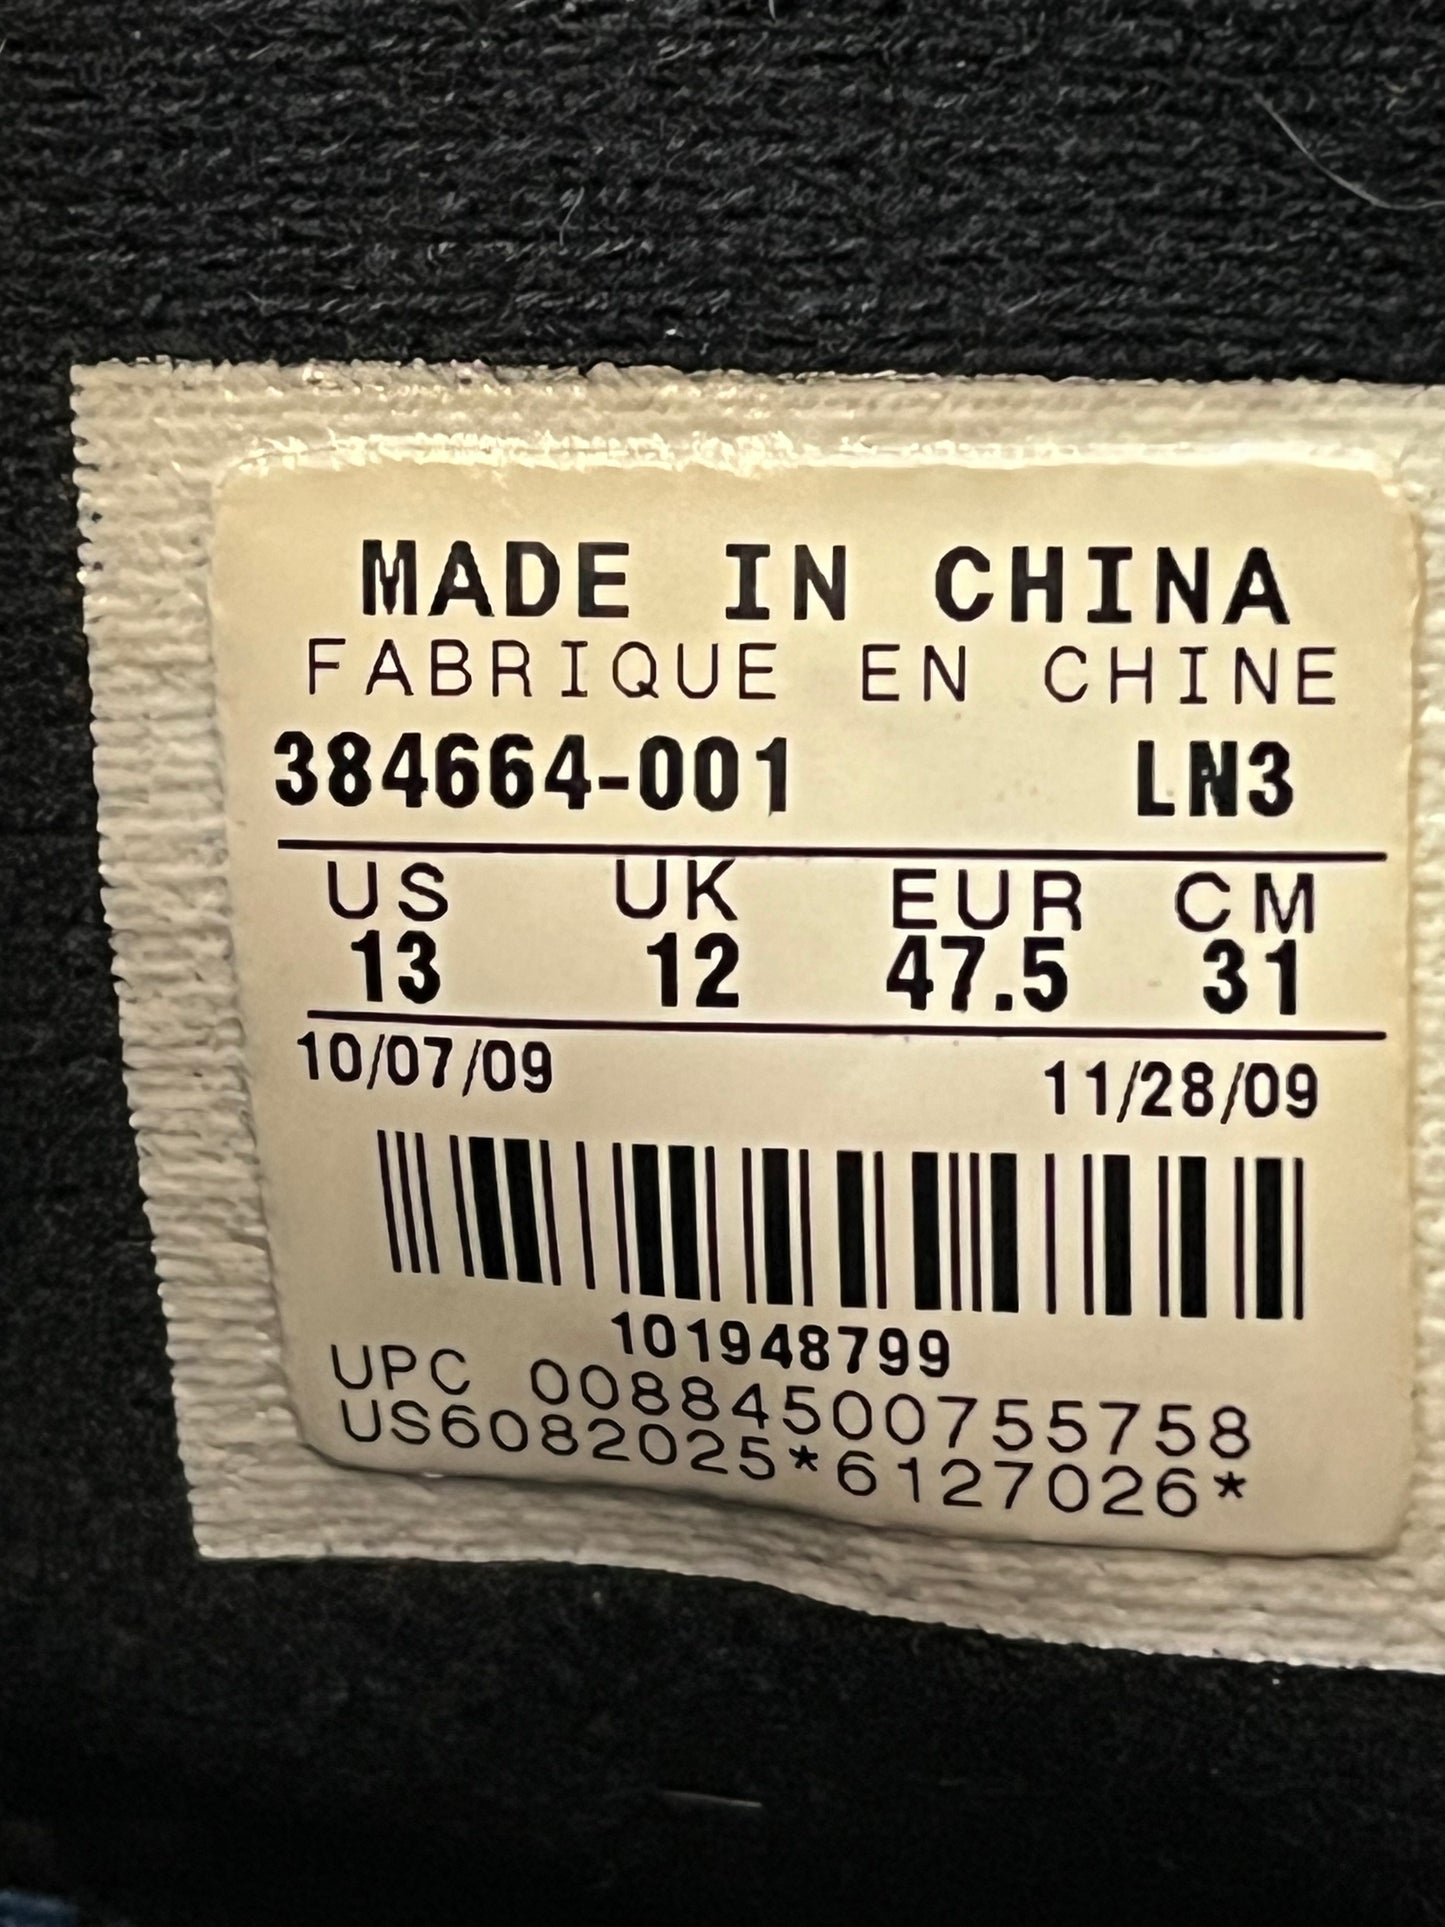 MADE IN CHINA
FABRIQUE EN CHINE
384664-001 LN3
US UK EUR CM
13 12 47.5 31
10/07/09 11/28/09
101948799
UPC 00884500755758
US6082025*6127026*